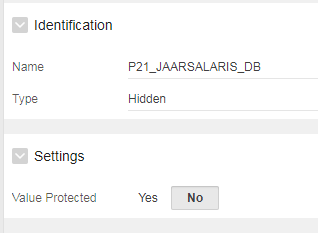 Identification
Name P21_JAARSALARIS_DB
Type Hidden
Settings
Value Protected Yes No